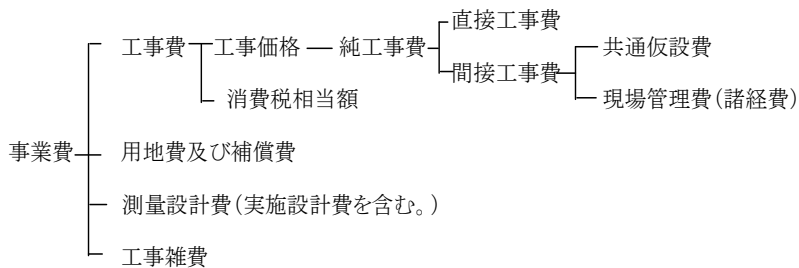 直接工事費
工事費 工事価格 純工事費 共通仮設費
間接工事費
消費税相当額 現場管理費(諸経費)
事業費 用地費及び補償費
測量設計費(実施設計費を含む。)
工事雑費